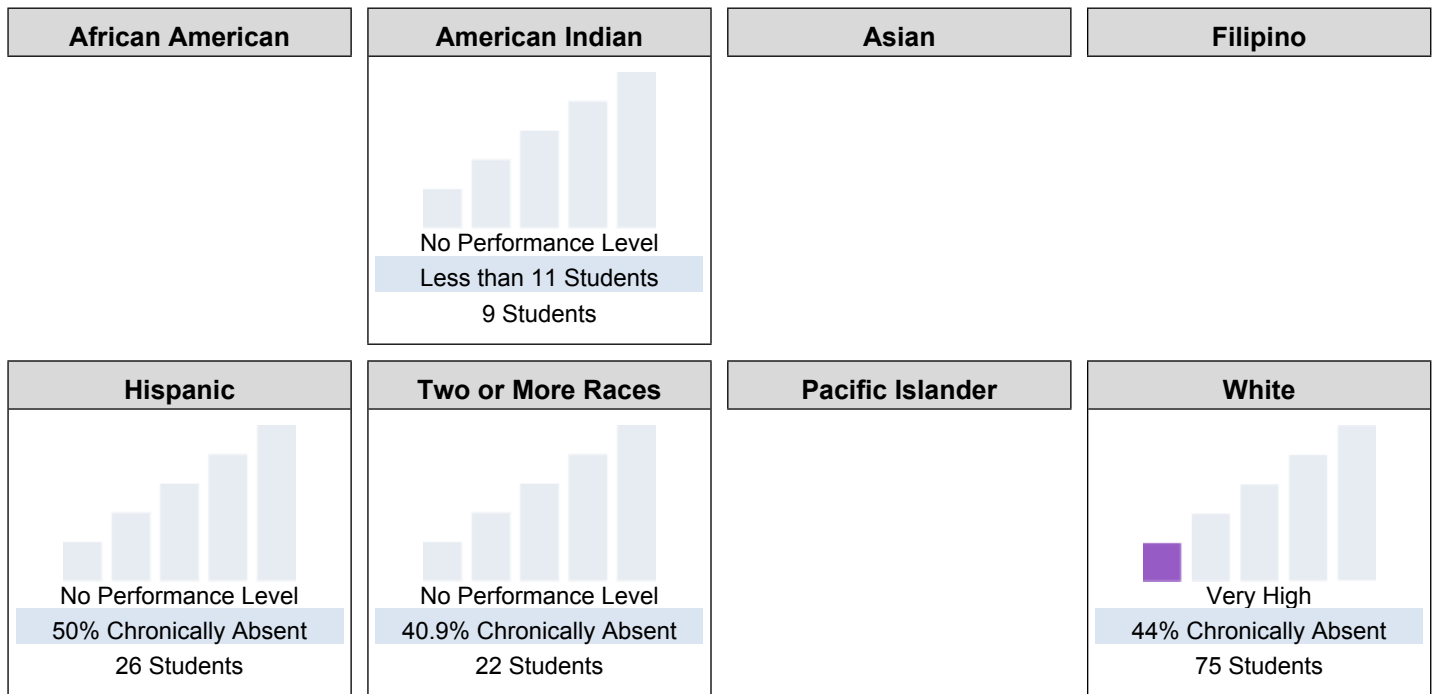 African American
American Indian
Asian
Filipino
No Performance Level
Less than 11 Students
9 Students
Hispanic
Two or More Races
Pacific Islander
White
No Performance Level
50% Chronically Absent
26 Students
No Performance Level
40.9% Chronically Absent
22 Students
Very High
44% Chronically Absent
75 Students